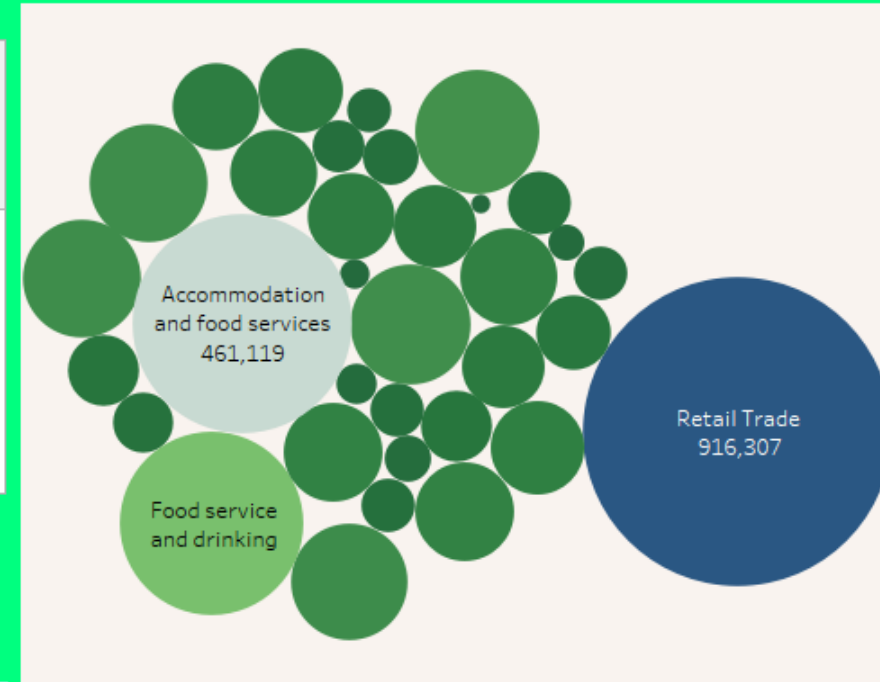 Accommodation
and food services
461,119
Retail Trade
916,307
Food service
and drinking